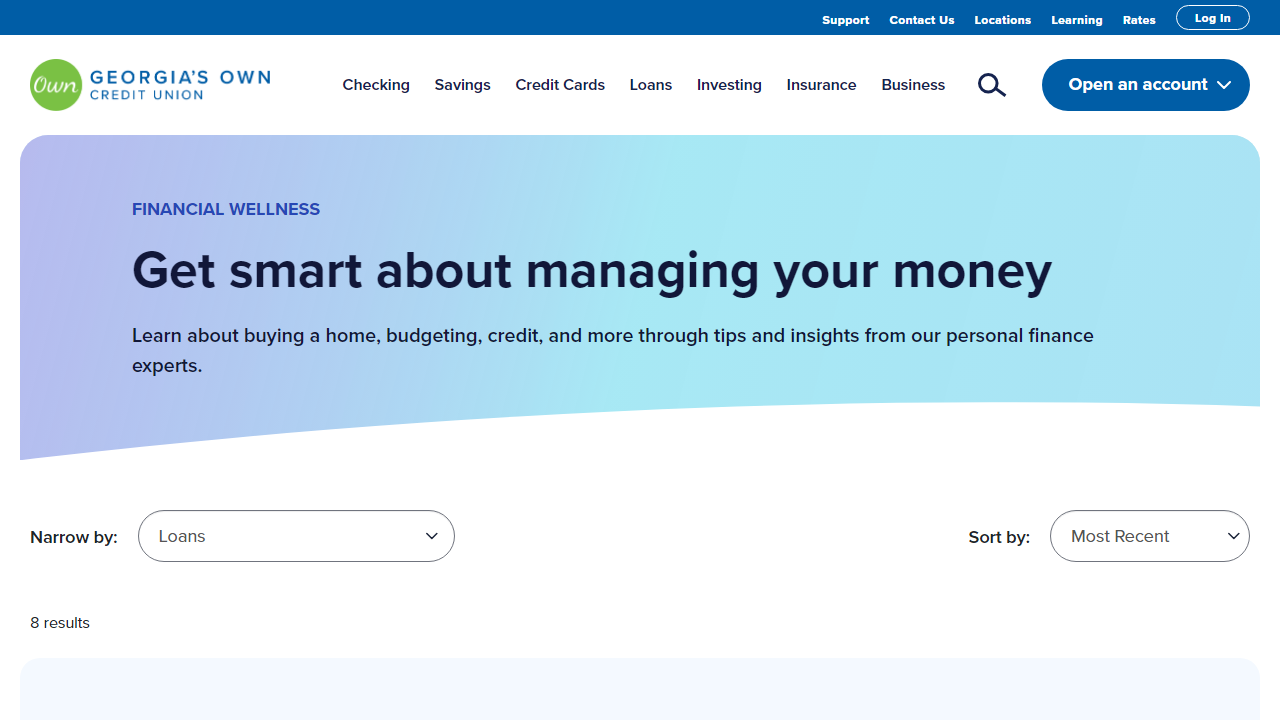 Support Contact Us Locations Learning Rates Log In
Own GEORGIA'S OWN
CREDIT UNION
Checking Savings Credit Cards Loans Investing Insurance Business Open an account
FINANCIAL WELLNESS
Get smart about managing your money
Learn about buying a home, budgeting, credit, and more through tips and insights from our personal finance
experts.
Narrow by: Loans Sort by: Most Recent
8 results